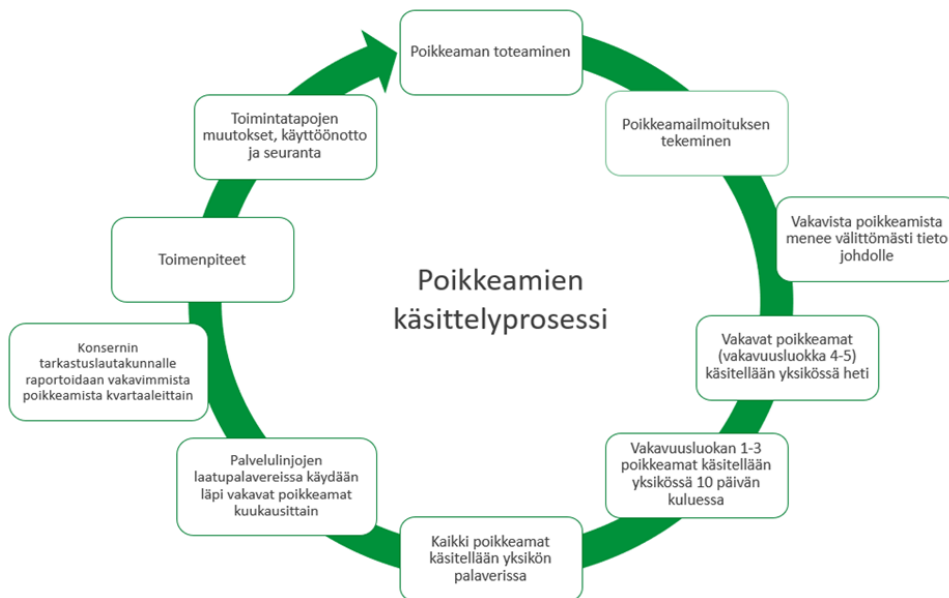 Poikkeaman toteaminen
Poikkeamailmoituksen
tekeminen
Vakavista poikkeamista
menee välittömästi tieto
johdolle
Vakavat poikkeamat
(vakavuusluokka 4-5)
käsitellään yksikössä heti
Vakavuusluokan 1-3
poikkeamat käsitellään
yksikössä 10 päivän
kuluessa
Kaikki poikkeamat
käsitellään yksikön
palaverissa
Palvelulinjojen
laatupalavereissa käydään
läpi vakavat poikkeamat
kuukausittain
Konsernin
tarkastuslautakunnalle
raportoidaan vakavimmista
poikkeamista kvartaaleittain
Toimenpiteet
Toimintatapojen
muutokset, käyttöönotto
ja seuranta
Poikkeamien
käsittelyprosessi